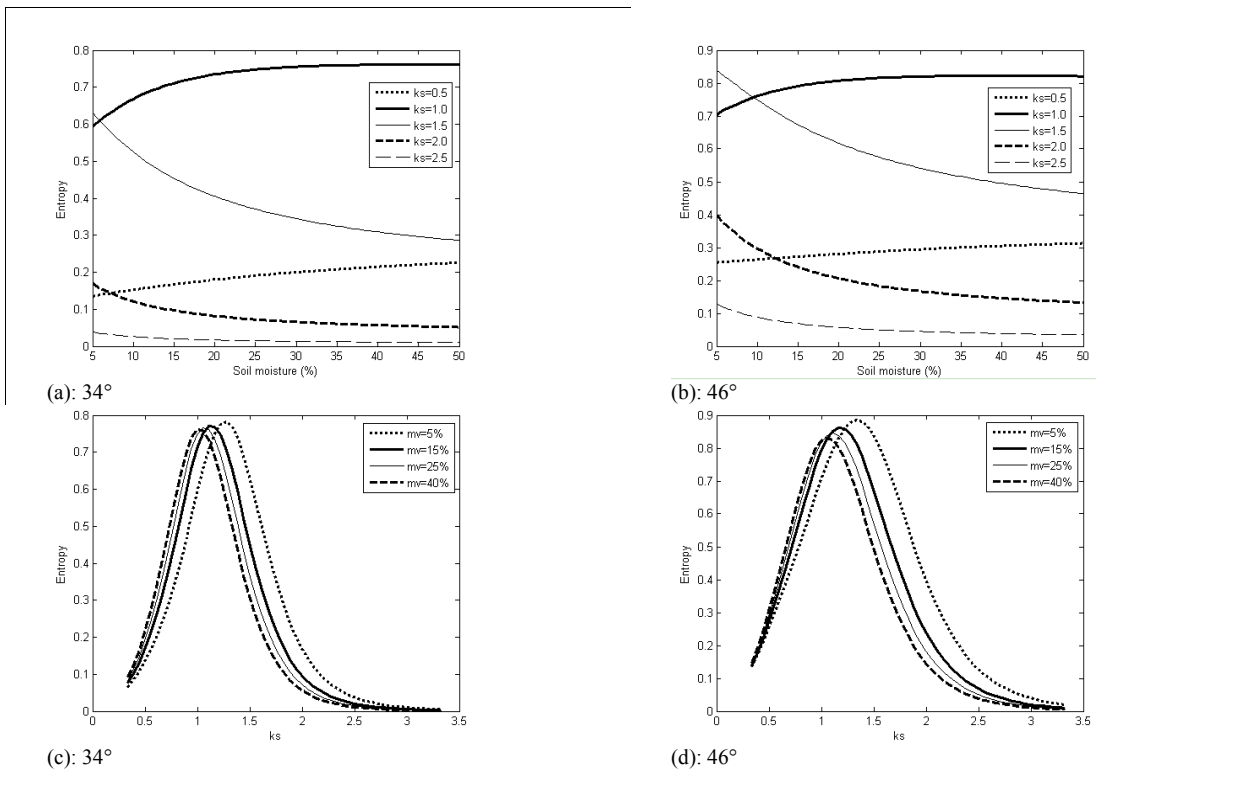 0.8
0.7
0.6
0.5
0.4
0.3
0.2
0.1
0
Entropy
ks=0.5
ks=1.0
ks=1.5
ks=2.0
ks=2.5
5 10 15 20 25 30 35 40 45 50
Soil moisture (%)
(a): 34°
0.9
0.8
0.7
0.6
0.5
0.4
0.3
0.2
0.1
0
Entropy
ks=0.5
ks=1.0
ks=1.5
ks=2.0
ks=2.5
5 10 15 20 25 30 35 40 45 50
Soil moisture (%)
(b): 46°
0.8
0.7
0.6
0.5
0.4
0.3
0.2
0.1
0
Entropy
mv=5%
mv=15%
mv=25%
mv=40%
0 0.5 1 1.5 2 2.5 3 3.5
ks
(c): 34°
0.9
0.8
0.7
0.6
0.5
0.4
0.3
0.2
0.1
0
Entropy
mv=5%
mv=15%
mv=25%
mv=40%
0 0.5 1 1.5 2 2.5 3 3.5
ks
(d): 46°